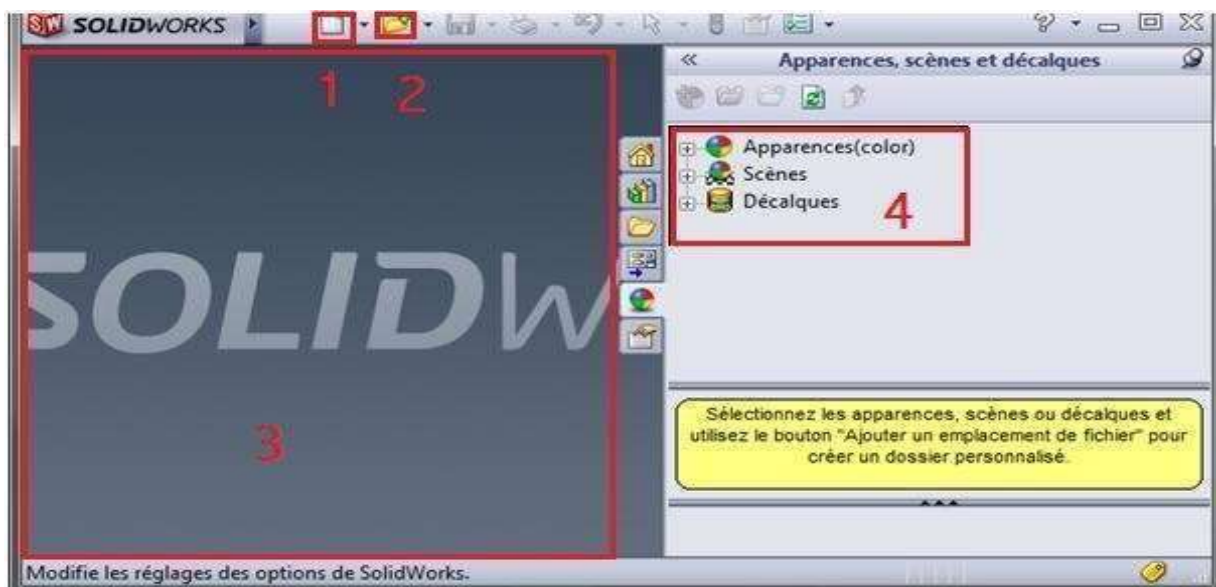 SW SOLIDWORKS
1 2
Apparences, scènes et décalques
Apparences(color)
Scènes
Décalques
4
SOLIDW
3
Sélectionnez les apparences, scènes ou décalques et
utilisez le bouton "Ajouter un emplacement de fichier" pour
créer un dossier personnalisé.
Modifie les réglages des options de SolidWorks.